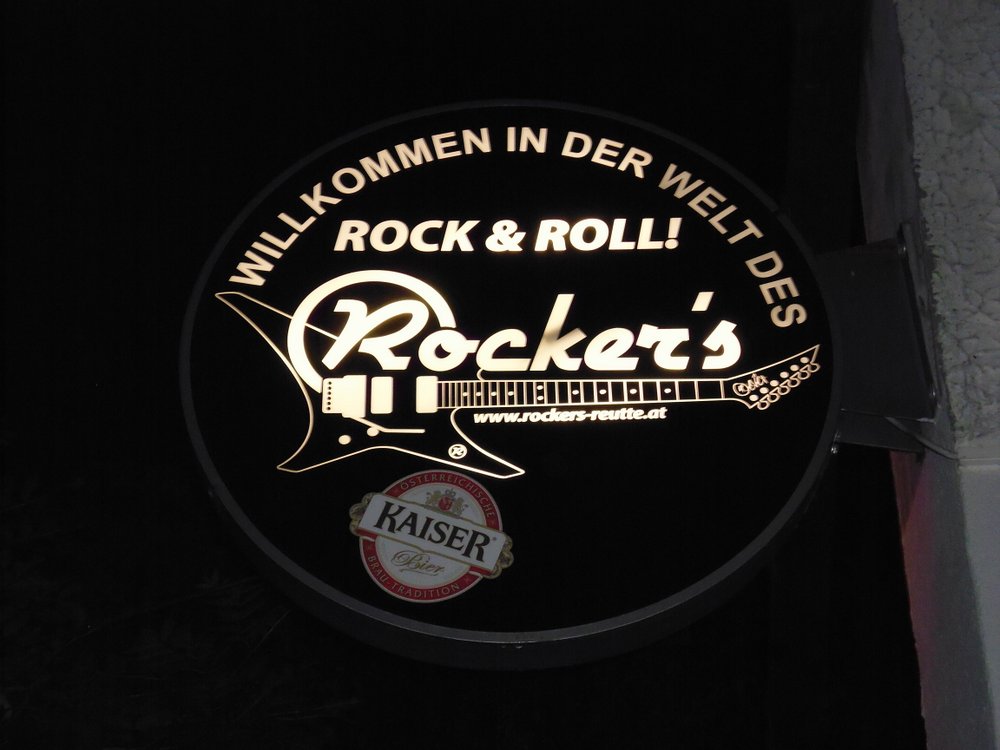 WILLKOMMEN IN DER WELT DES
ROCK & ROLL!
Rocker's
www.rockers-reutte.at
R
ÖSTERREICHISCHE
KAISER
Bier
BRAU-TRADITION